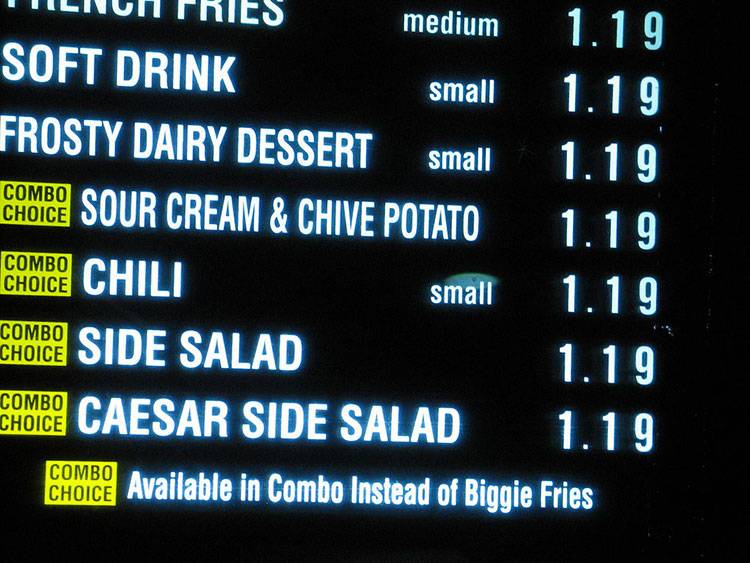 FRENCH FRIES medium 1.19
SOFT DRINK small 1.19
FROSTY DAIRY DESSERT small 1.19
COMBO CHOICE SOUR CREAM & CHIVE POTATO 1.19
COMBO CHOICE CHILI small 1.19
COMBO CHOICE SIDE SALAD 1.19
COMBO CHOICE CAESAR SIDE SALAD 1.19
COMBO CHOICE Available in Combo Instead of Biggie Fries